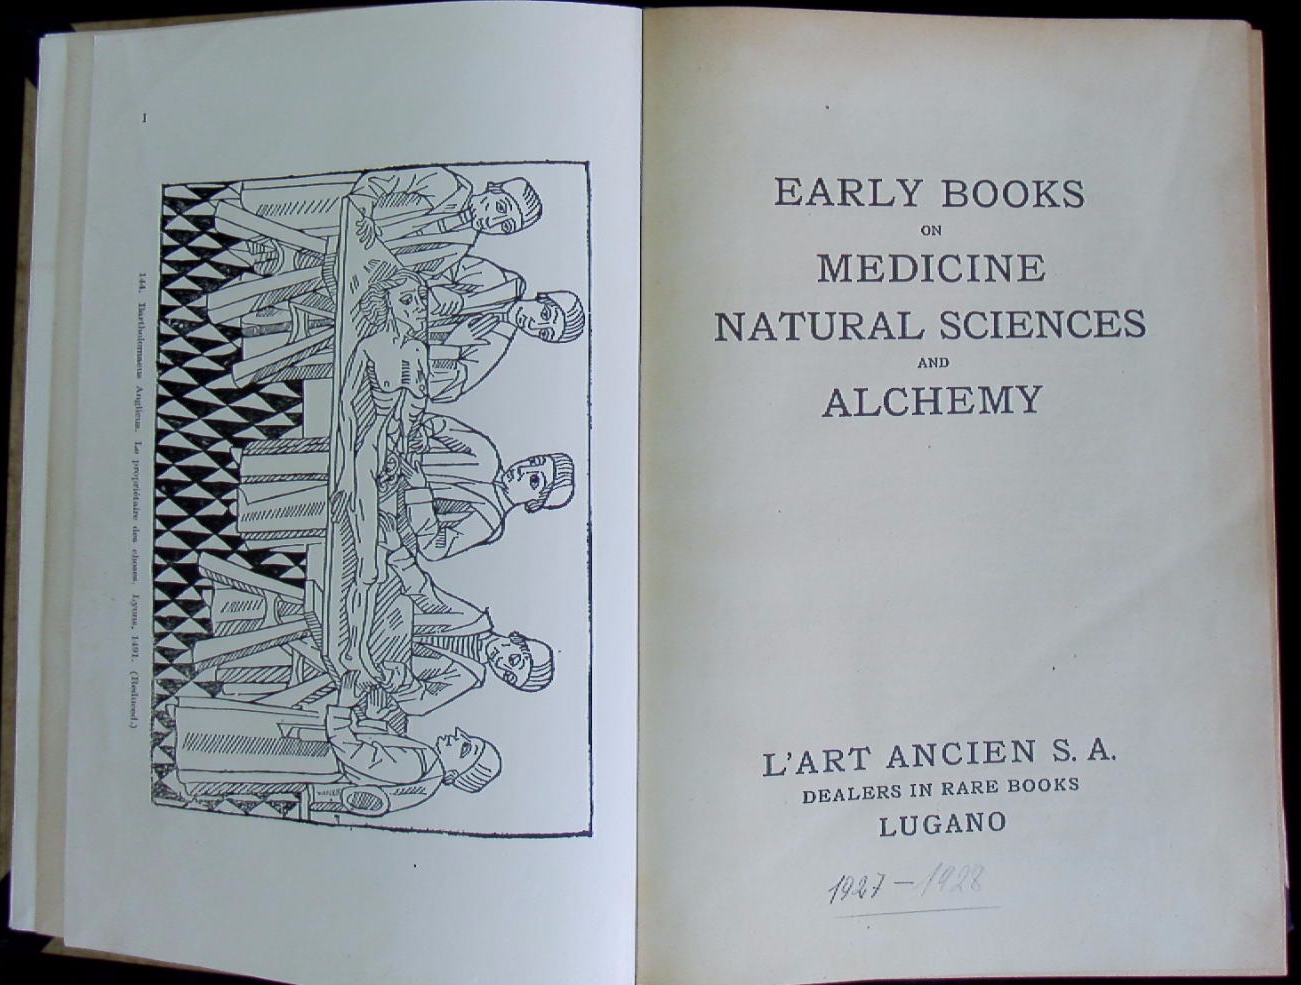 I
144. Bartholomaeus Anglicus. Le propriétaire des choses. Lyons, 1491. (Reduced.)
EARLY BOOKS
ON
MEDICINE
NATURAL SCIENCES
AND
ALCHEMY
L'ART ANCIEN S. A.
DEALERS IN RARE BOOKS
LUGANO
1927 – 1928